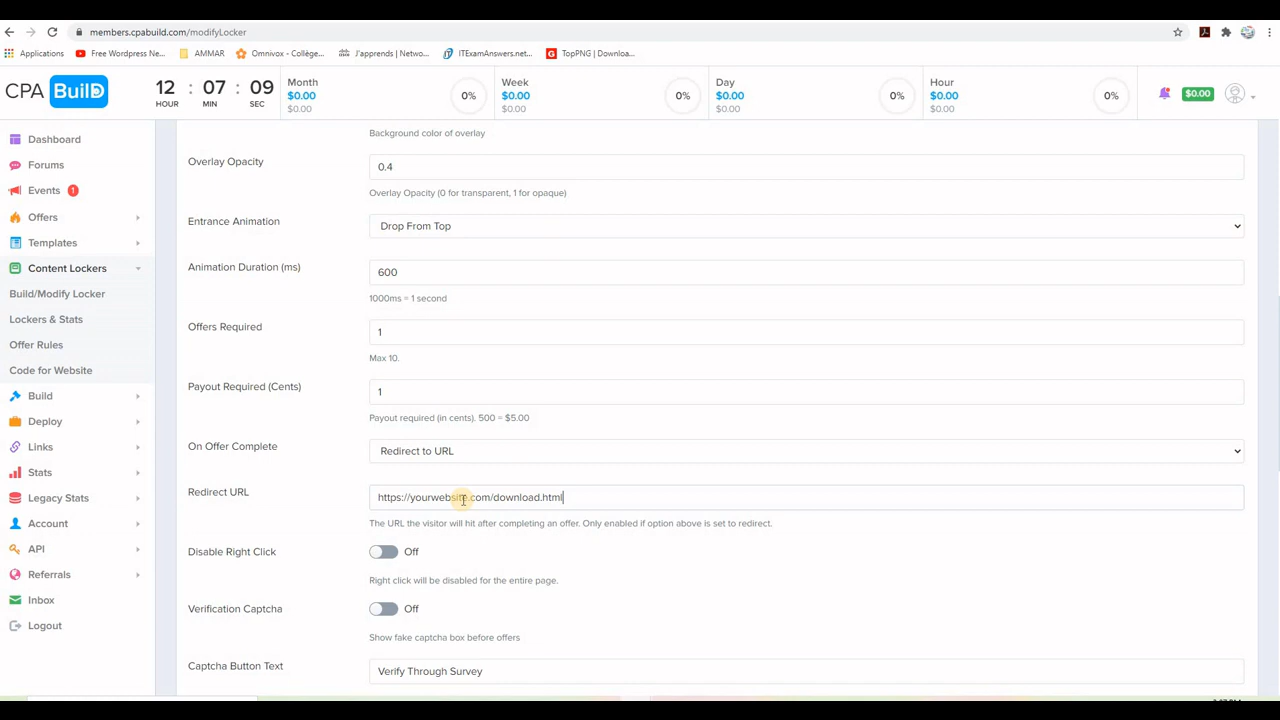 members.cpabuild.com/modifyLocker
Applications
Free Wordpress Ne...
AMMAR
Omnivox - Collège...
J'apprends | Netwo...
ITExamAnswers.net...
TopPNG | Downloa...
CPA Build
12 : 07 : 09
HOUR MIN SEC
Month
$0.00
$0.00
0%
Week
$0.00
$0.00
0%
Day
$0.00
$0.00
0%
Hour
$0.00
$0.00
0%
$0.00
Dashboard
Forums
Events 1
Offers
Templates
Content Lockers
Build/Modify Locker
Lockers & Stats
Offer Rules
Code for Website
Build
Deploy
Links
Stats
Legacy Stats
Account
API
Referrals
Inbox
Logout
Background color of overlay
Overlay Opacity
0.4
Overlay Opacity (0 for transparent, 1 for opaque)
Entrance Animation
Drop From Top
Animation Duration (ms)
600
1000ms = 1 second
Offers Required
1
Max 10.
Payout Required (Cents)
1
Payout required (in cents). 500 = $5.00
On Offer Complete
Redirect to URL
Redirect URL
https://yourwebsite.com/download.html
The URL the visitor will hit after completing an offer. Only enabled if option above is set to redirect.
Disable Right Click
Off
Right click will be disabled for the entire page.
Verification Captcha
Off
Show fake captcha box before offers
Captcha Button Text
Verify Through Survey